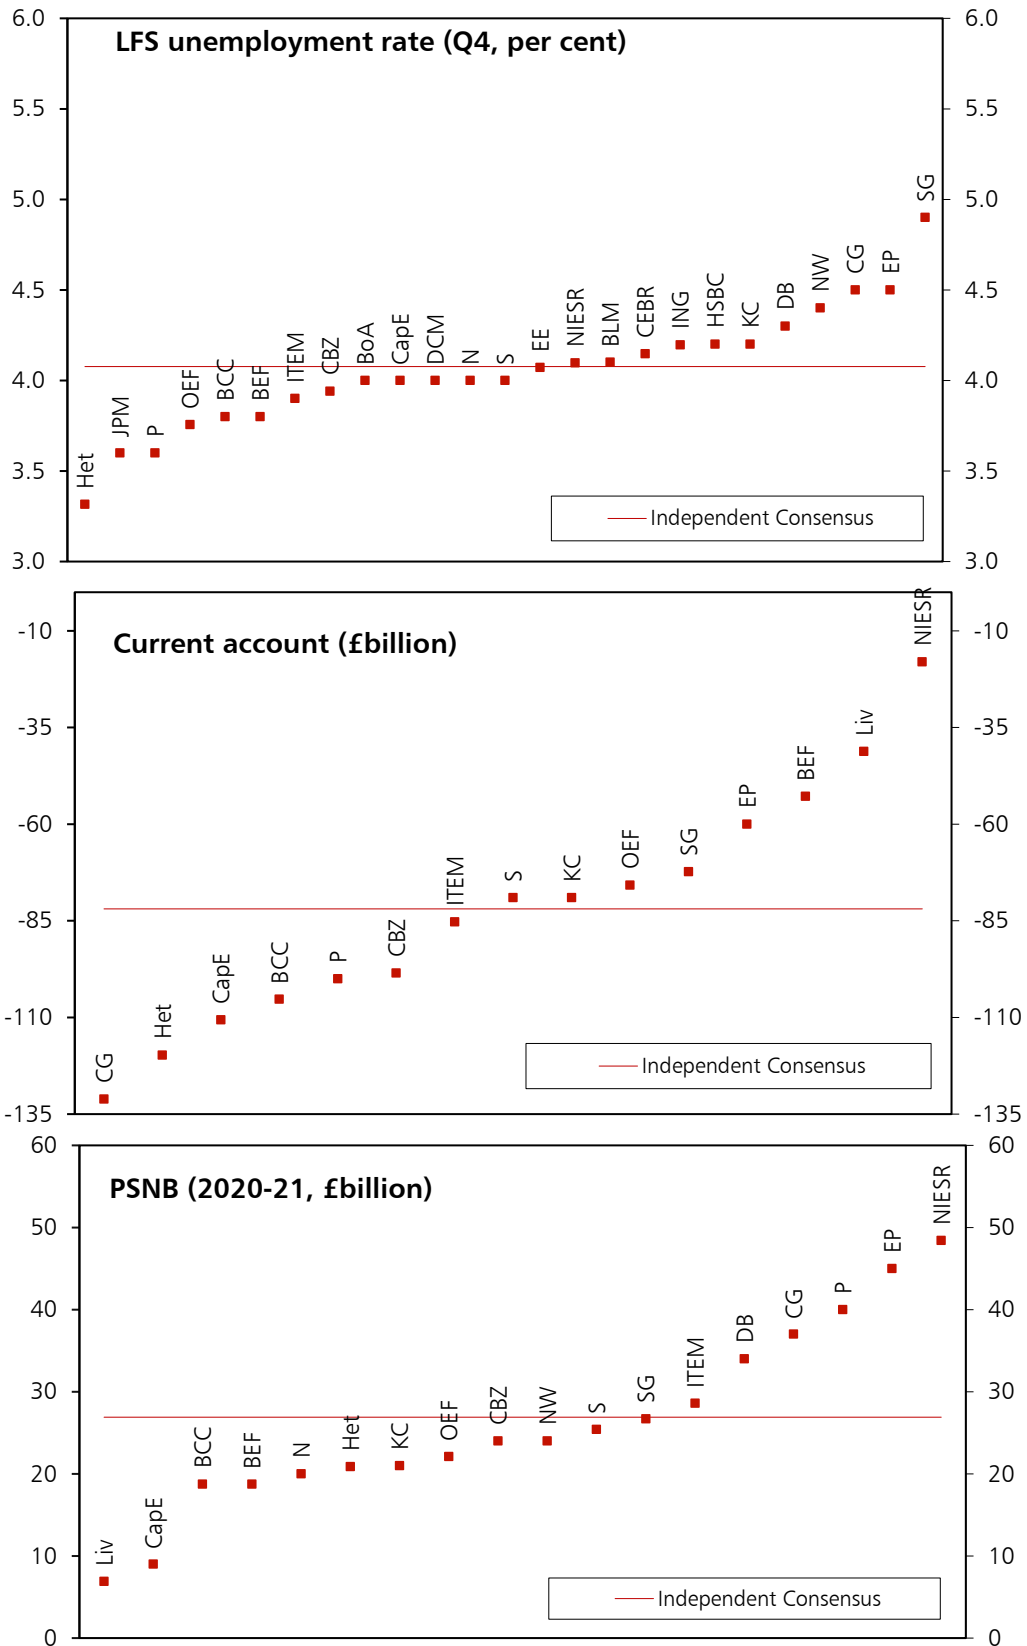 LFS unemployment rate (Q4, per cent)
6.0 6.0
5.5 5.5
5.0 5.0
4.5 4.5
4.0 4.0
3.5 3.5
3.0 3.0
Het
JPM
P
OEF
BCC
BEF
ITEM
CBZ
BoA
CapE
DCM
N
S
EE
NIESR
BLM
CEBR
ING
HSBC
KC
DB
NW
CG
EP
SG
Independent Consensus
Current account (£billion)
-10 -10
-35 -35
-60 -60
-85 -85
-110 -110
-135 -135
CG
Het
CapE
BCC
P
CBZ
ITEM
S
KC
OEF
SG
EP
BEF
Liv
NIESR
Independent Consensus
PSNB (2020-21, £billion)
60 60
50 50
40 40
30 30
20 20
10 10
0 0
Liv
CapE
BCC
BEF
N
Het
KC
OEF
CBZ
NW
S
SG
ITEM
DB
CG
P
EP
NIESR
Independent Consensus